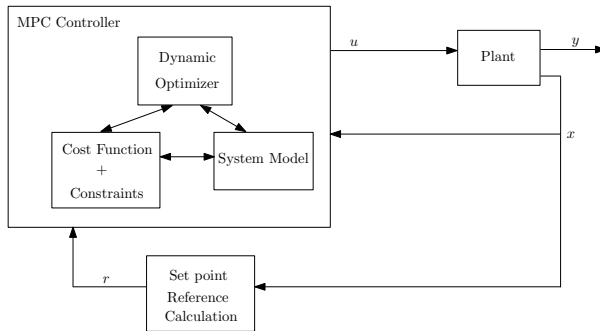 MPC Controller
Dynamic
Optimizer
Cost Function
+
Constraints
System Model
u
Plant
y
x
r
Set point
Reference
Calculation